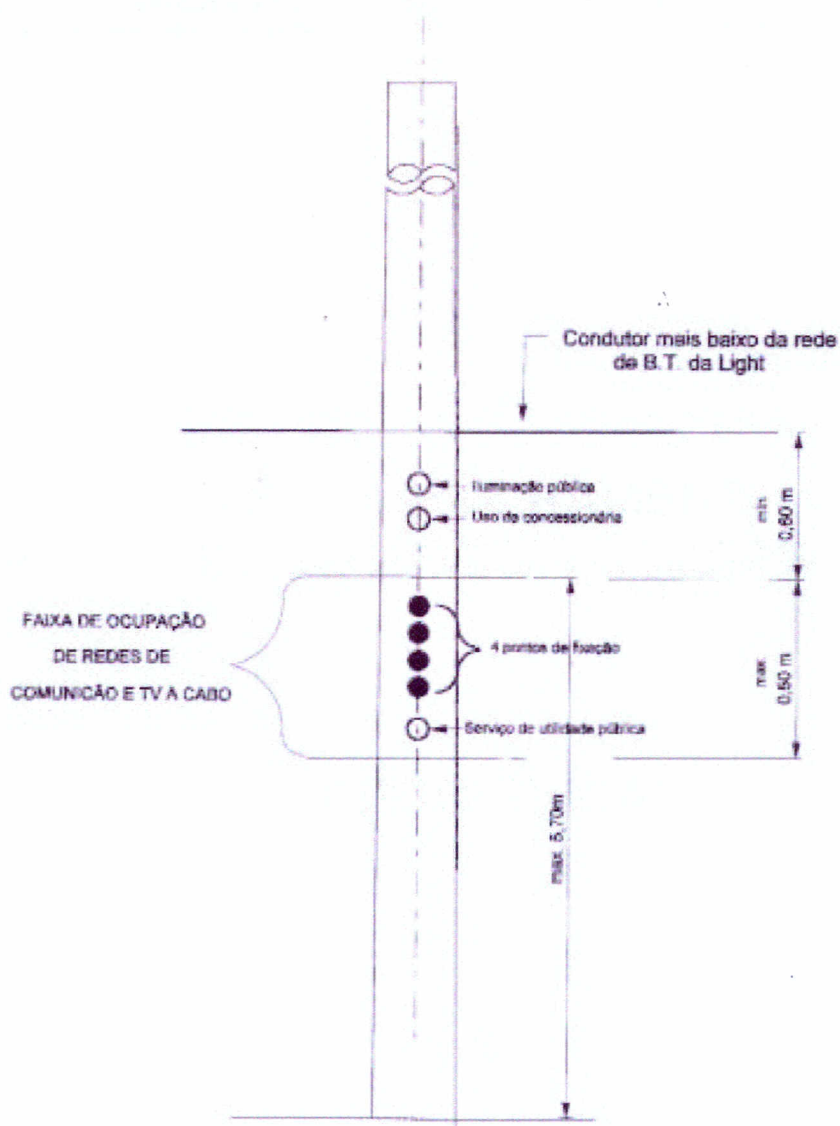 Condutor mais baixo da rede
de B.T. da Light
Iluminação pública
Uso da concessionária
min.
0,60 m
FAIXA DE OCUPAÇÃO
DE REDES DE
COMUNICÃO E TV A CABO
4 pontos de fixação
max.
0,50 m
Serviço de utilidade pública
max. 5,70m